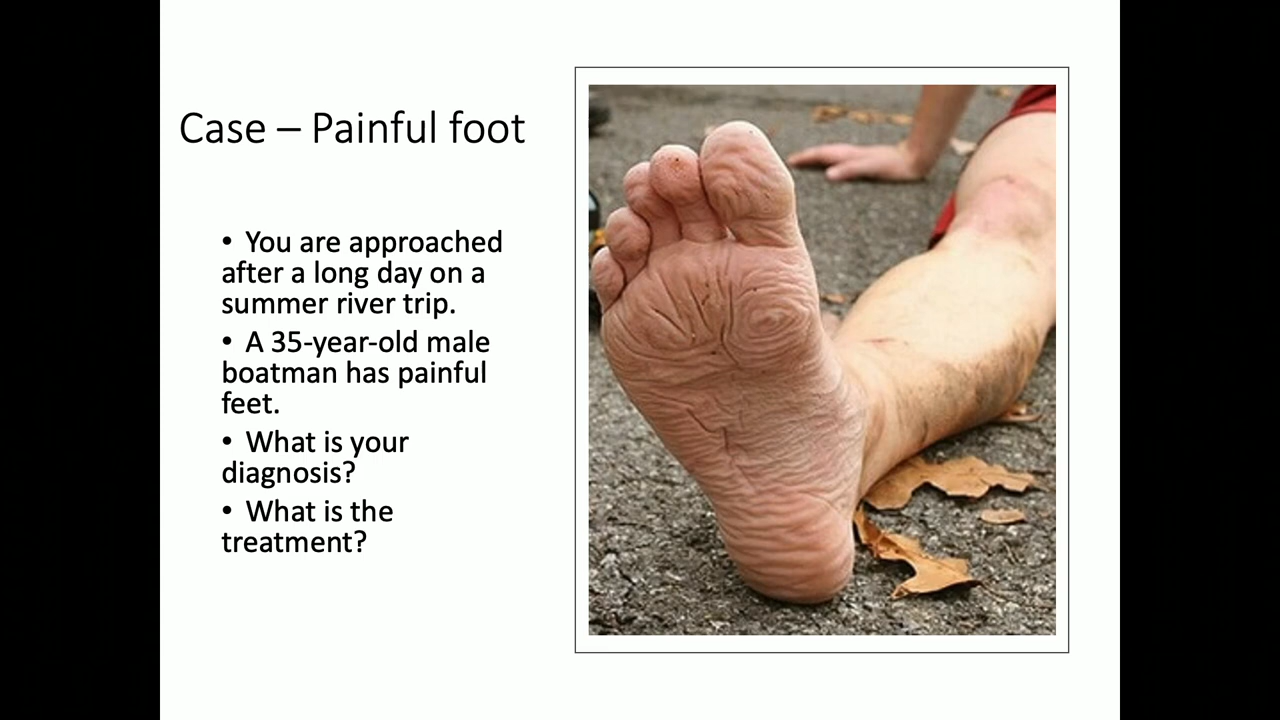 Case – Painful foot
• You are approached
after a long day on a
summer river trip.
• A 35-year-old male
boatman has painful
feet.
• What is your
diagnosis?
• What is the
treatment?